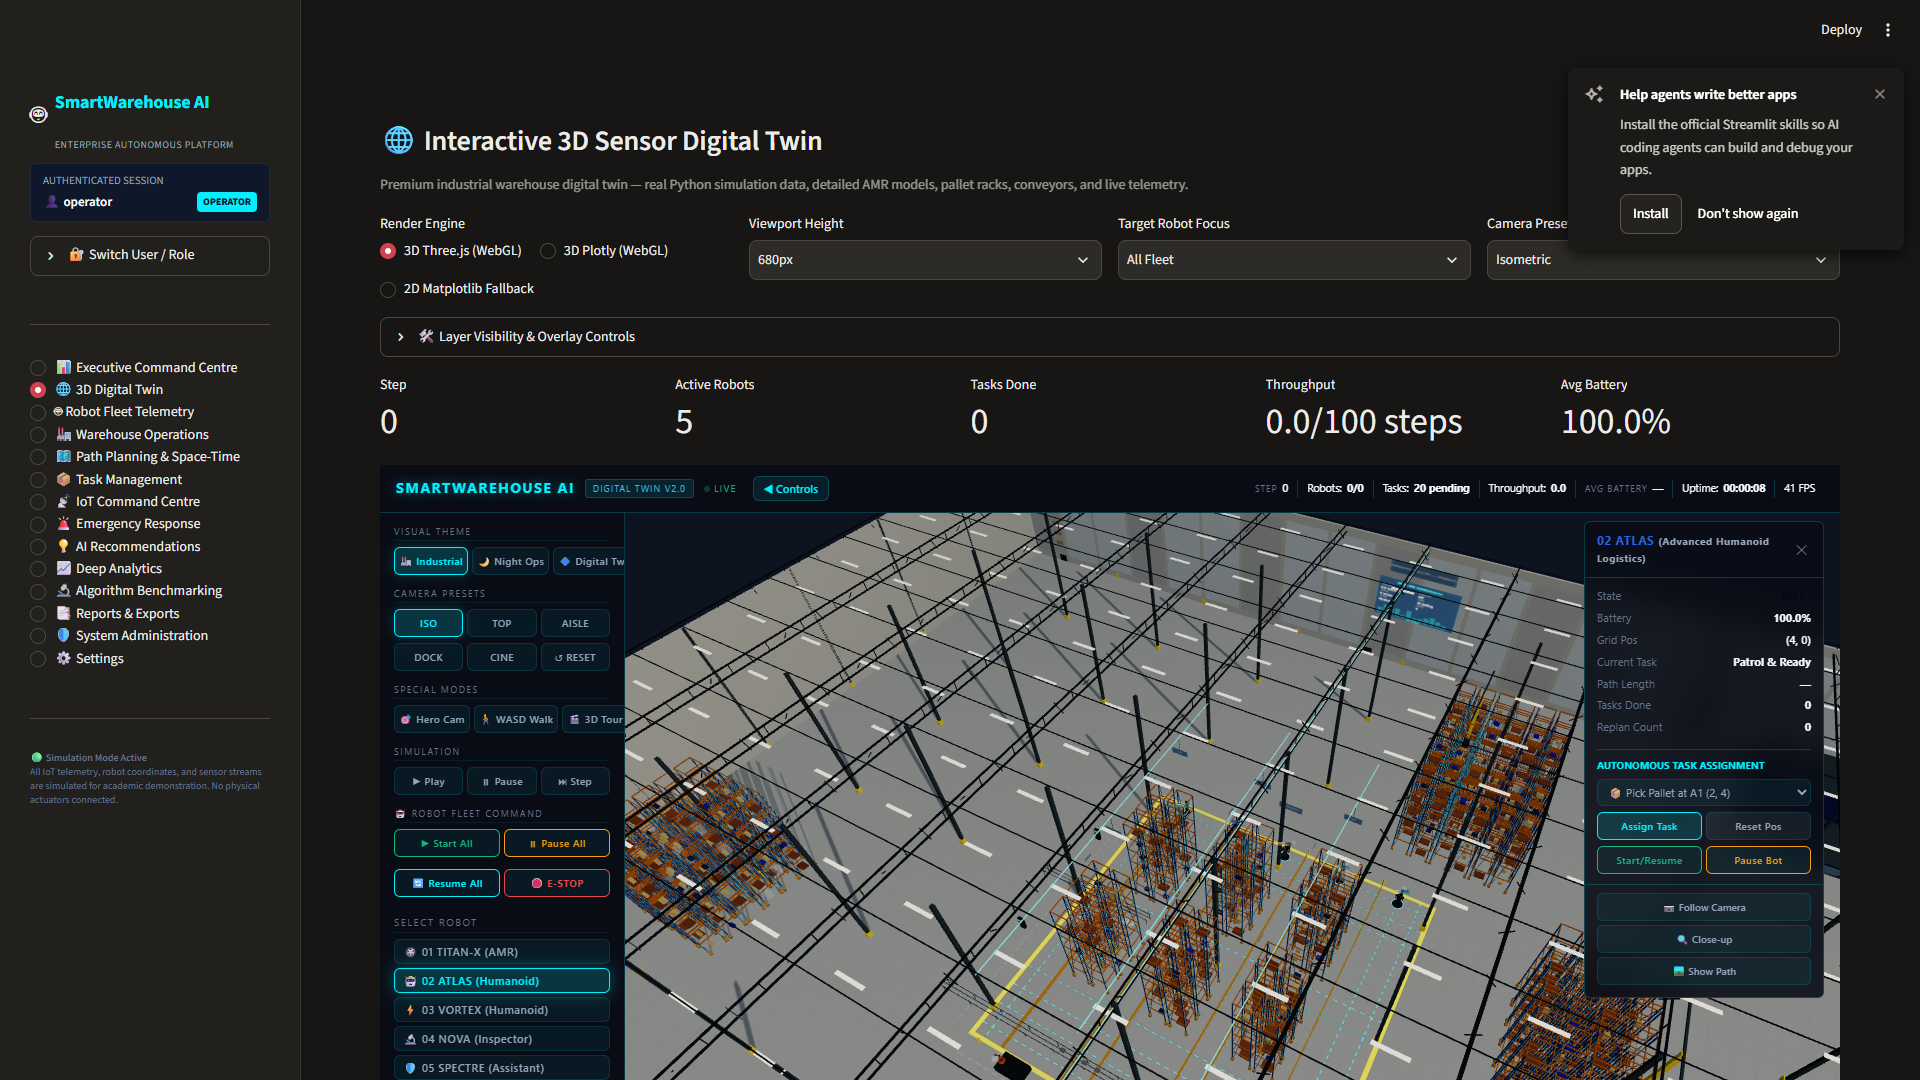 Deploy
SmartWarehouse AI
ENTERPRISE AUTONOMOUS PLATFORM
AUTHENTICATED SESSION
operator
OPERATOR
Switch User / Role
Executive Command Centre
3D Digital Twin
Robot Fleet Telemetry
Warehouse Operations
Path Planning & Space-Time
Task Management
IoT Command Centre
Emergency Response
AI Recommendations
Deep Analytics
Algorithm Benchmarking
Reports & Exports
System Administration
Settings
Simulation Mode Active
All IoT telemetry, robot coordinates, and sensor streams
are simulated for academic demonstration. No physical
actuators connected.
Help agents write better apps
Install the official Streamlit skills so AI
coding agents can build and debug your
apps.
Install
Don't show again
Interactive 3D Sensor Digital Twin
Premium industrial warehouse digital twin — real Python simulation data, detailed AMR models, pallet racks, conveyors, and live telemetry.
Render Engine
3D Three.js (WebGL)
3D Plotly (WebGL)
2D Matplotlib Fallback
Viewport Height
680px
Target Robot Focus
All Fleet
Camera Prese
Isometric
Layer Visibility & Overlay Controls
Step
0
Active Robots
5
Tasks Done
0
Throughput
0.0/100 steps
Avg Battery
100.0%
SMARTWAREHOUSE AI
DIGITAL TWIN V2.0
LIVE
◀ Controls
STEP 0
Robots: 0/0
Tasks: 20 pending
Throughput: 0.0
AVG BATTERY —
Uptime: 00:00:08
41 FPS
VISUAL THEME
Industrial
Night Ops
Digital Tw
CAMERA PRESETS
ISO
TOP
AISLE
DOCK
CINE
↺ RESET
SPECIAL MODES
Hero Cam
WASD Walk
3D Tour
SIMULATION
▶ Play
⏸ Pause
⏭ Step
ROBOT FLEET COMMAND
▶ Start All
⏸ Pause All
Resume All
E-STOP
SELECT ROBOT
01 TITAN-X (AMR)
02 ATLAS (Humanoid)
03 VORTEX (Humanoid)
04 NOVA (Inspector)
05 SPECTRE (Assistant)
02 ATLAS (Advanced Humanoid
Logistics)
State IDLE
Battery 100.0%
Grid Pos (4, 0)
Current Task Patrol & Ready
Path Length —
Tasks Done 0
Replan Count 0
AUTONOMOUS TASK ASSIGNMENT
Pick Pallet at A1 (2, 4)
Assign Task
Reset Pos
Start/Resume
Pause Bot
Follow Camera
Close-up
Show Path